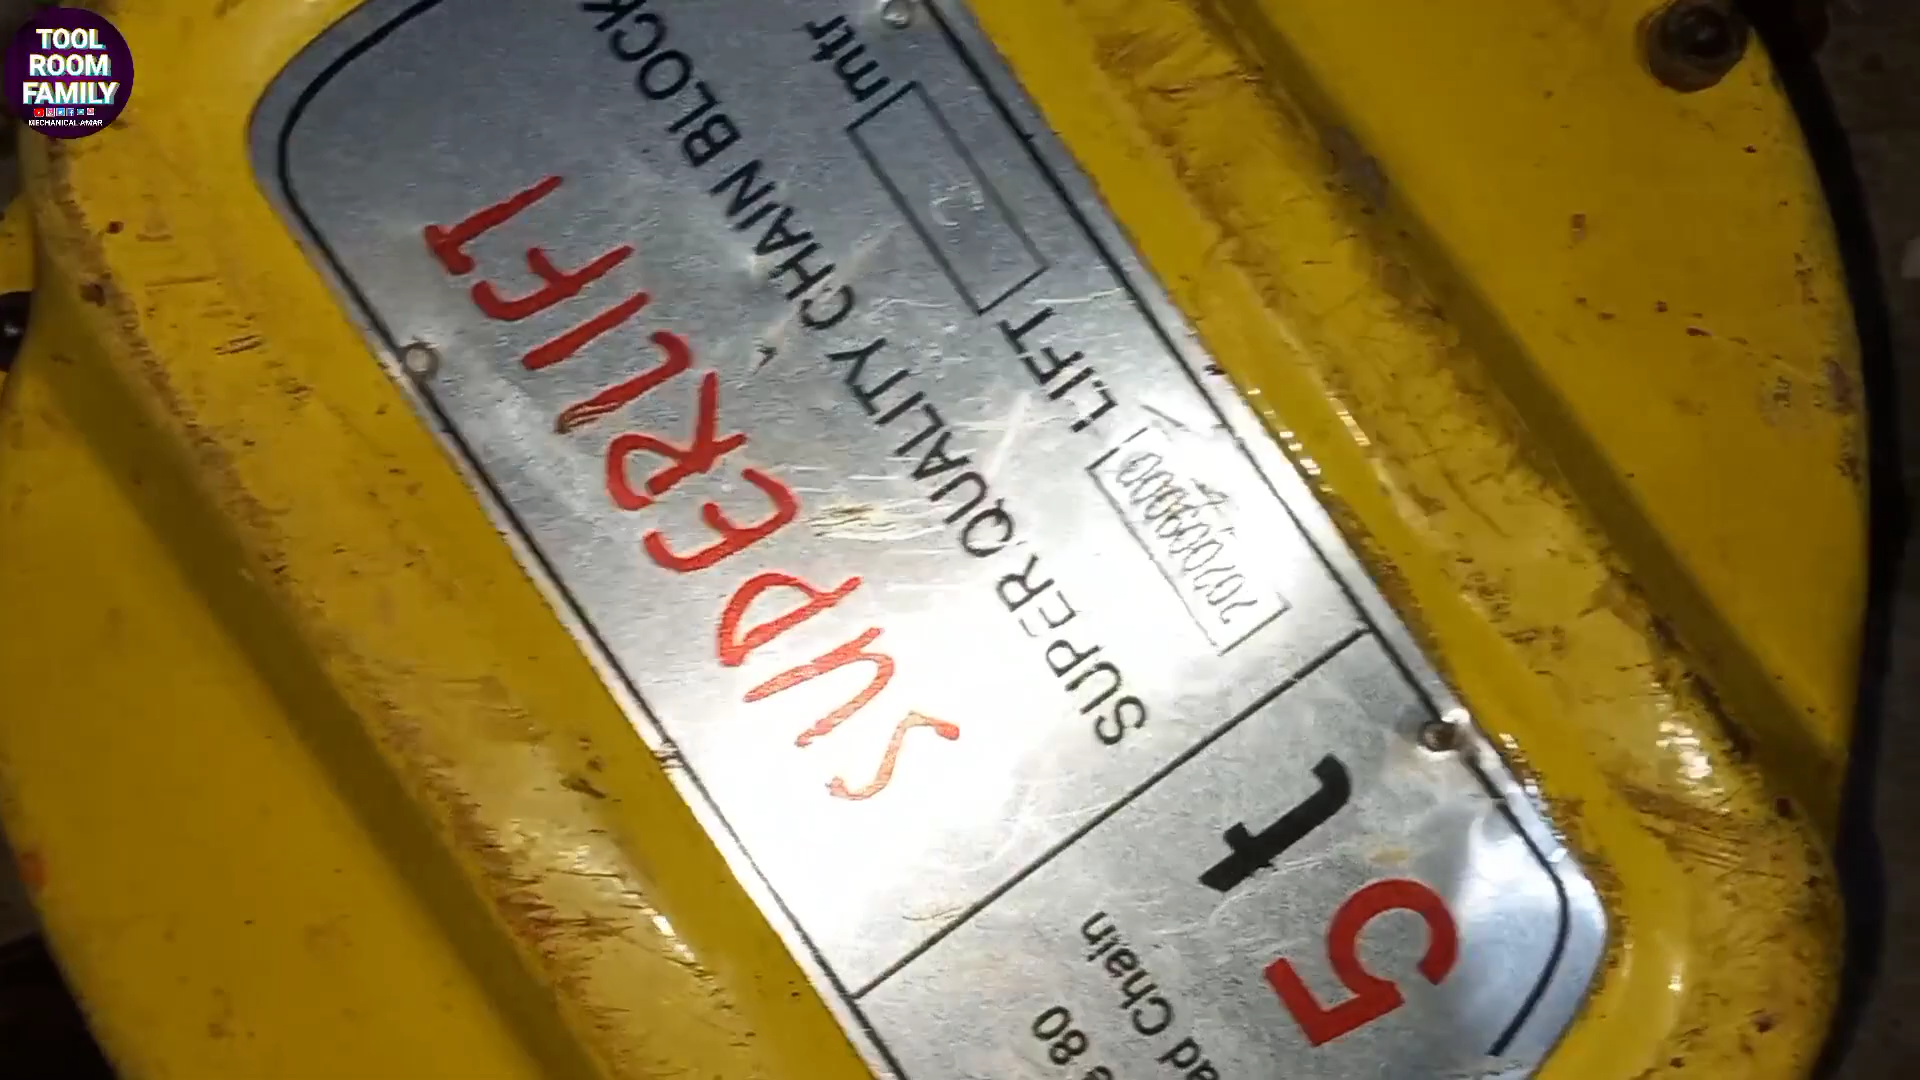 TOOL
ROOM
FAMILY
MECHANICAL AMAR
SUPERLIFT
SUPER QUALITY CHAIN BLOCK
LIFT
mtr
5 t
80
Chain